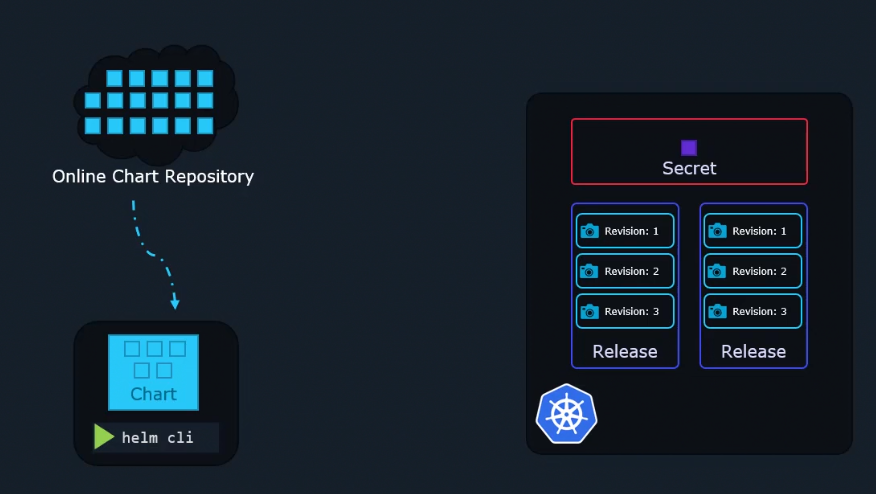 Online Chart Repository
Chart
helm cli
Secret
Revision: 1
Revision: 2
Revision: 3
Release
Revision: 1
Revision: 2
Revision: 3
Release